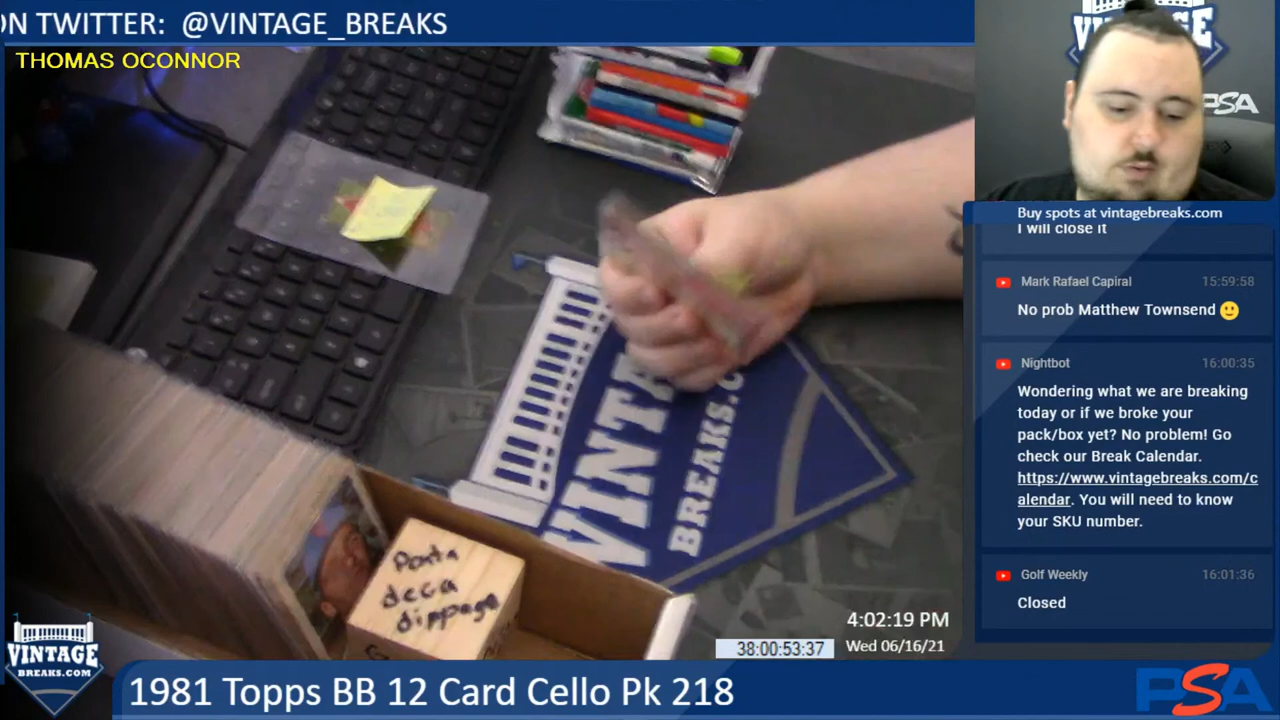 ON TWITTER: @VINTAGE_BREAKS
THOMAS OCONNOR
VINTAGE
PSA
Buy spots at vintagebreaks.com
I will close it
Mark Rafael Capiral 15:59:58
No prob Matthew Townsend 🙂
Nightbot 16:00:35
Wondering what we are breaking
today or if we broke your
pack/box yet? No problem! Go
check our Break Calendar.
https://www.vintagebreaks.com/c
alendar. You will need to know
your SKU number.
Golf Weekly 16:01:36
Closed
VINTA
BREAKS.C
deca
dippage
4:02:19 PM
38:00:53:37 Wed 06/16/21
VINTAGE
BREAKS.COM
1981 Topps BB 12 Card Cello Pk 218
PSA